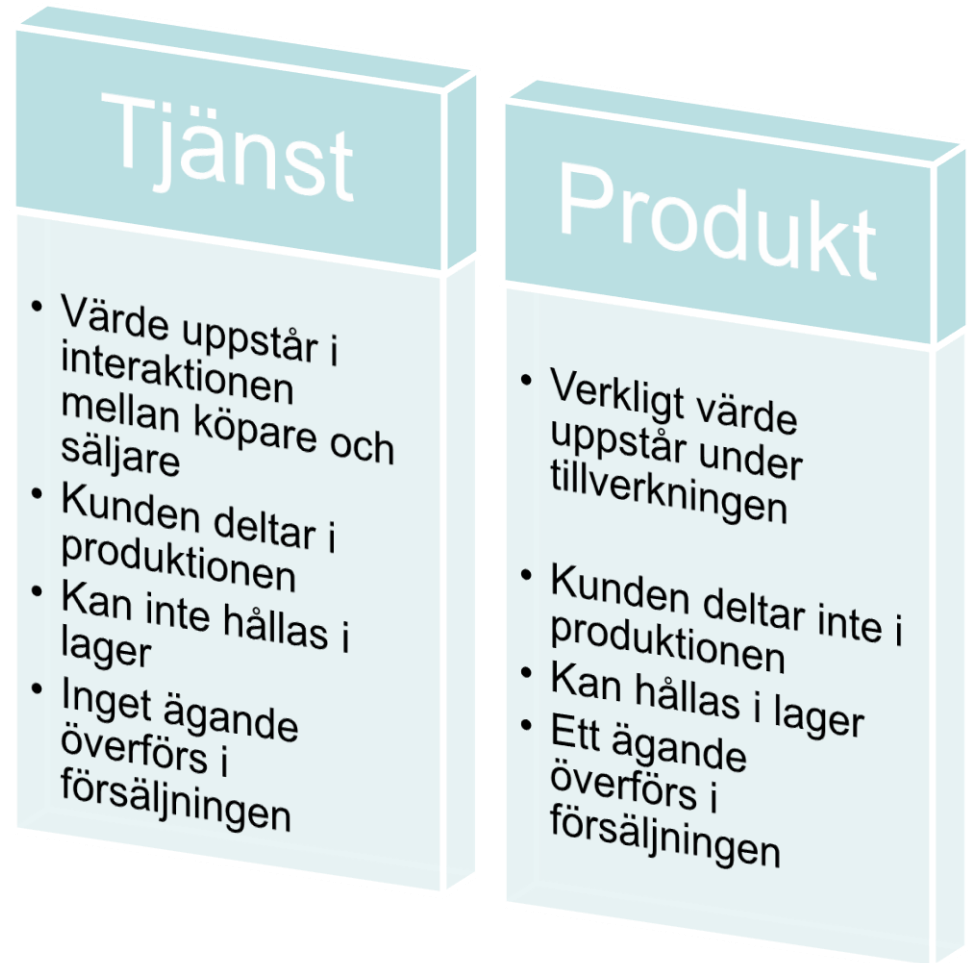 Tjänst
• Värde uppstår i
interaktionen
mellan köpare och
säljare
• Kunden deltar i
produktionen
• Kan inte hållas i
lager
• Inget ägande
överförs i
försäljningen
Produkt
• Verkligt värde
uppstår under
tillverkningen
• Kunden deltar inte i
produktionen
• Kan hållas i lager
• Ett ägande
överförs i
försäljningen